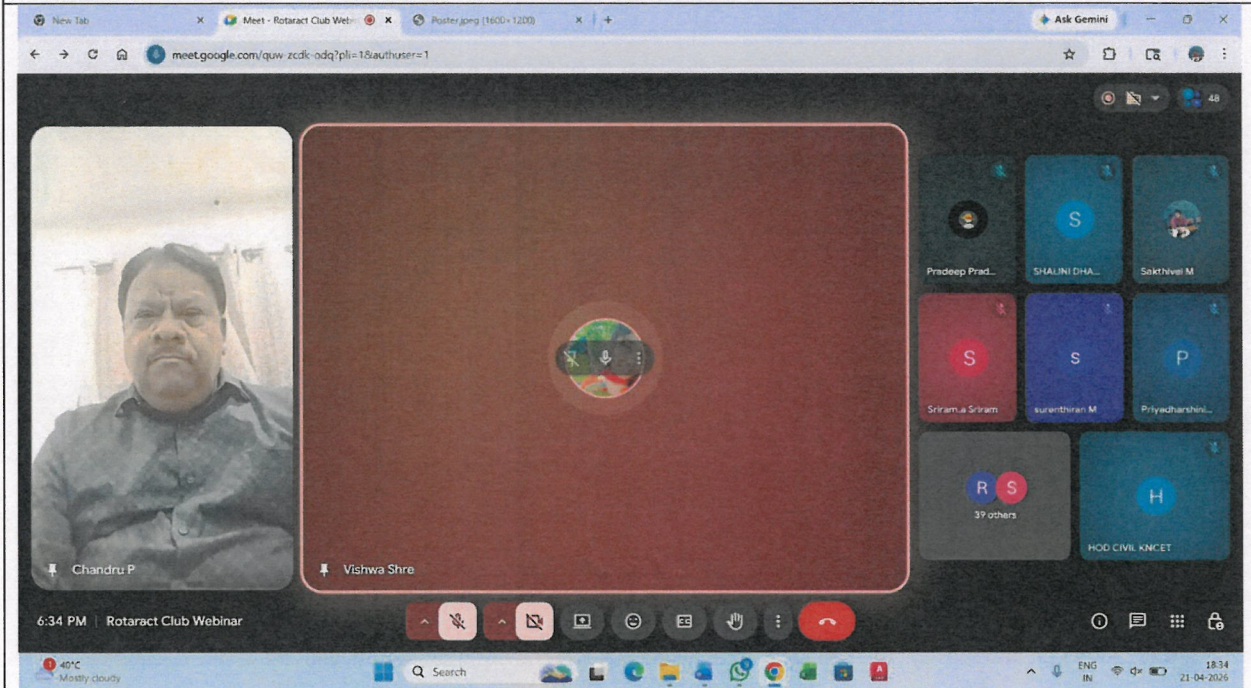 New Tab
Meet - Rotaract Club Web
Poster.jpeg (1600×1200)
Ask Gemini
meet.google.com/quw-zcdk-odq?pli=1&authuser=1
48
Pradeep Prad...
S
SHALINI DHA...
Sakthivel M
S
Sriram.a Sriram
s
surenthiran M
P
Priyadharshini...
R S
39 others
H
HOD CIVIL KNCET
Chandru P
Vishwa Shre
6:34 PM | Rotaract Club Webinar
1
40°C
Mostly cloudy
Search
ENG
IN
18:34
21-04-2026